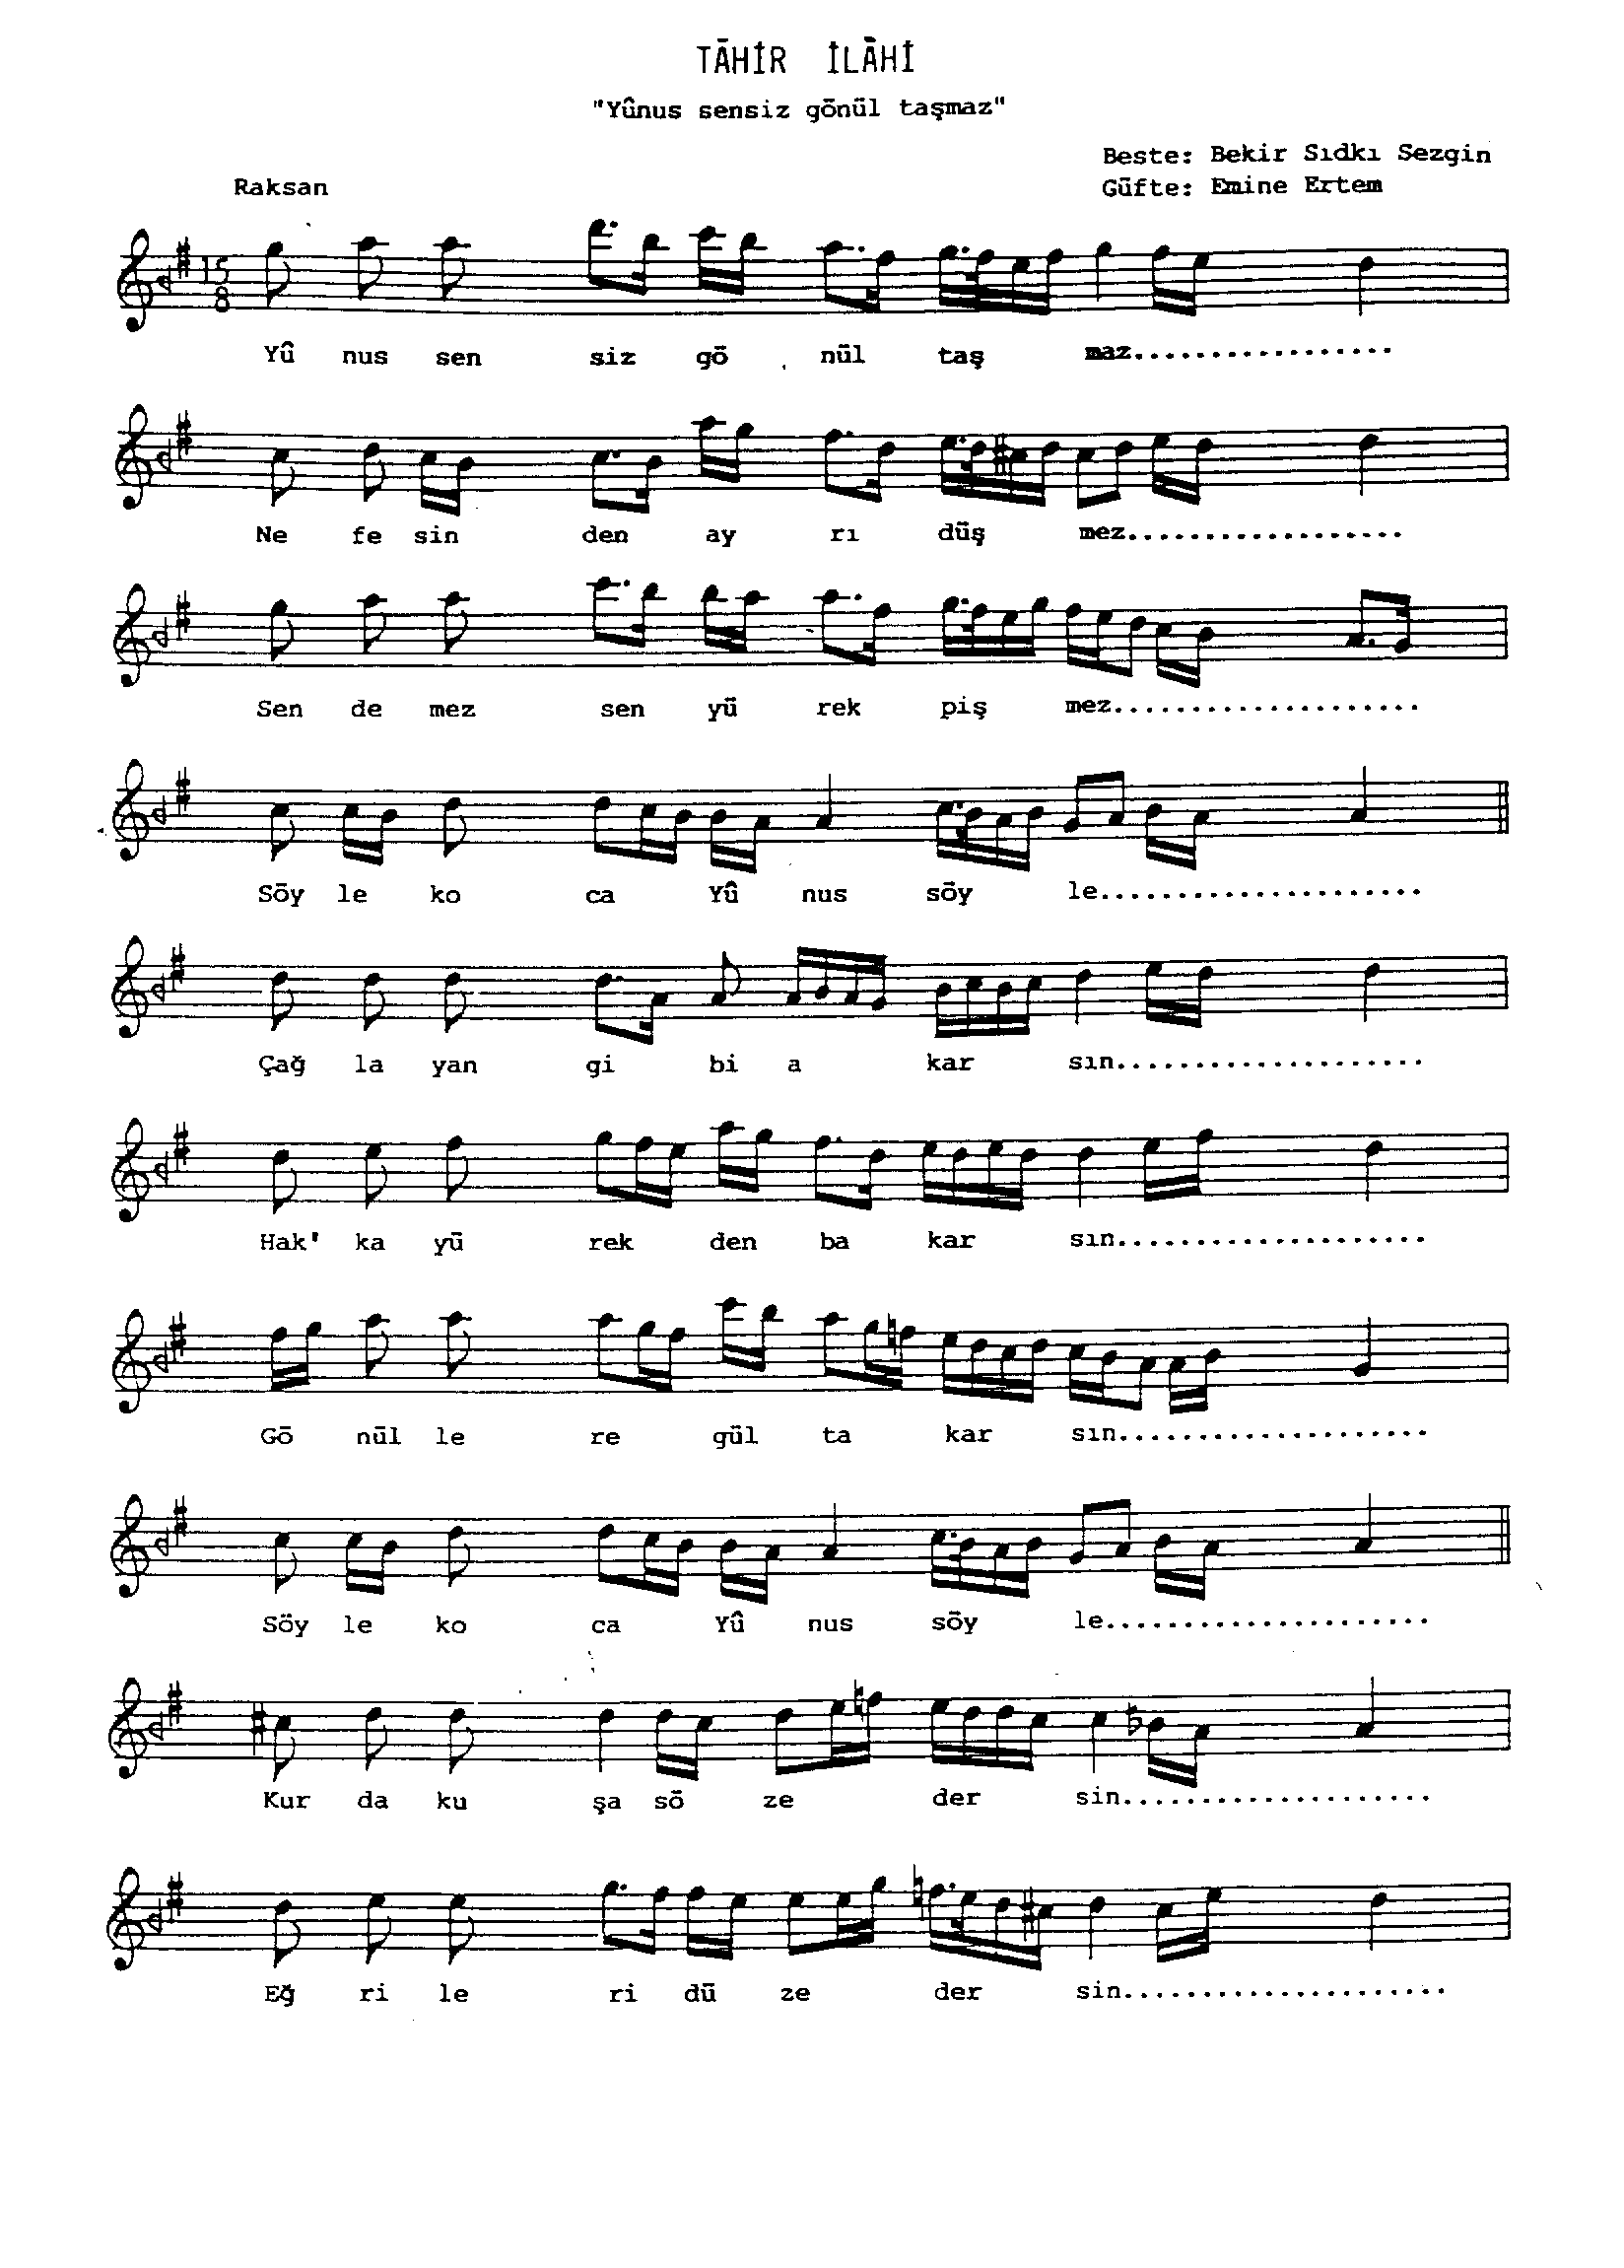 TĀHİR İLĀHİ
"Yûnus sensiz gönül taşmaz"
Beste: Bekir Sıdkı Sezgin
Raksan
Güfte: Emine Ertem
15
8
Yû nus sen siz gö nül taş maz.................
Ne fe sin den ay rı düş mez..................
Sen de mez sen yü rek piş mez....................
Söy le ko ca Yû nus söy le.....................
Çağ la yan gi bi a kar sın....................
Hak' ka yü rek den ba kar sın....................
Gö nül le re gül ta kar sın....................
Söy le ko ca Yû nus söy le.....................
Kur da ku şa sö ze der sin....................
Eğ ri le ri dü ze der sin.....................